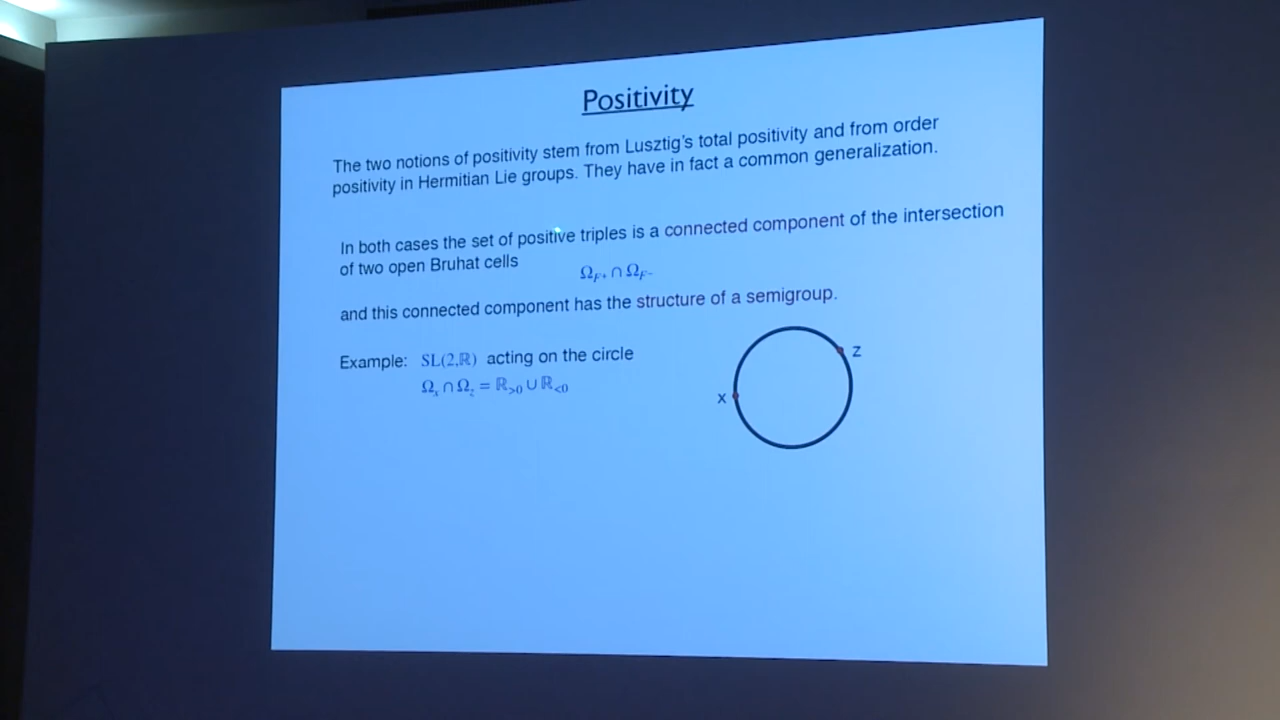 Positivity
The two notions of positivity stem from Lusztig's total positivity and from order
positivity in Hermitian Lie groups. They have in fact a common generalization.
In both cases the set of positive triples is a connected component of the intersection
of two open Bruhat cells
Ω_{F⁺} ∩ Ω_{F⁻}
and this connected component has the structure of a semigroup.
Example: SL(2,ℝ) acting on the circle
Ω_x ∩ Ω_z = ℝ_{>0} ∪ ℝ_{<0}
z
x